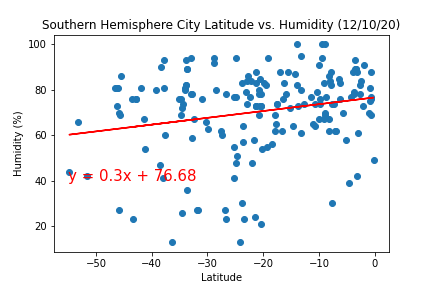 Southern Hemisphere City Latitude vs. Humidity (12/10/20)
Humidity (%)
100
80
60
40
20
y = 0.3x + 76.68
−50
−40
−30
−20
−10
0
Latitude